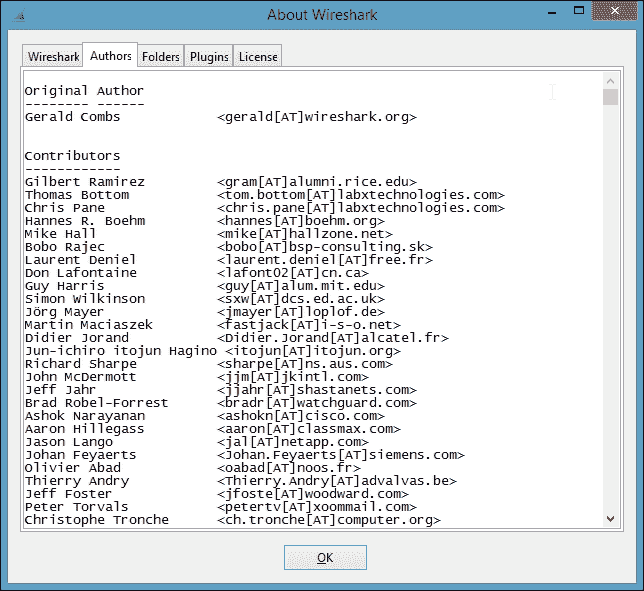 About Wireshark
Wireshark Authors Folders Plugins License
Original Author
-------- ------
Gerald Combs <gerald[AT]wireshark.org>
Contributors
------------
Gilbert Ramirez <gram[AT]alumni.rice.edu>
Thomas Bottom <tom.bottom[AT]labxtechnologies.com>
Chris Pane <chris.pane[AT]labxtechnologies.com>
Hannes R. Boehm <hannes[AT]boehm.org>
Mike Hall <mike[AT]hallzone.net>
Bobo Rajec <bobo[AT]bsp-consulting.sk>
Laurent Deniel <laurent.deniel[AT]free.fr>
Don Lafontaine <lafont02[AT]cn.ca>
Guy Harris <guy[AT]alum.mit.edu>
Simon Wilkinson <sxw[AT]dcs.ed.ac.uk>
Jörg Mayer <jmayer[AT]loplof.de>
Martin Maciaszek <fastjack[AT]i-s-o.net>
Didier Jorand <Didier.Jorand[AT]alcatel.fr>
Jun-ichiro itojun Hagino <itojun[AT]itojun.org>
Richard Sharpe <sharpe[AT]ns.aus.com>
John McDermott <jjm[AT]jkintl.com>
Jeff Jahr <jjahr[AT]shastanets.com>
Brad Robel-Forrest <bradr[AT]watchguard.com>
Ashok Narayanan <ashokn[AT]cisco.com>
Aaron Hillegass <aaron[AT]classmax.com>
Jason Lango <jal[AT]netapp.com>
Johan Feyaerts <Johan.Feyaerts[AT]siemens.com>
Olivier Abad <oabad[AT]noos.fr>
Thierry Andry <Thierry.Andry[AT]advalvas.be>
Jeff Foster <jfoste[AT]woodward.com>
Peter Torvals <petertv[AT]xoommail.com>
Christophe Tronche <ch.tronche[AT]computer.org>
OK